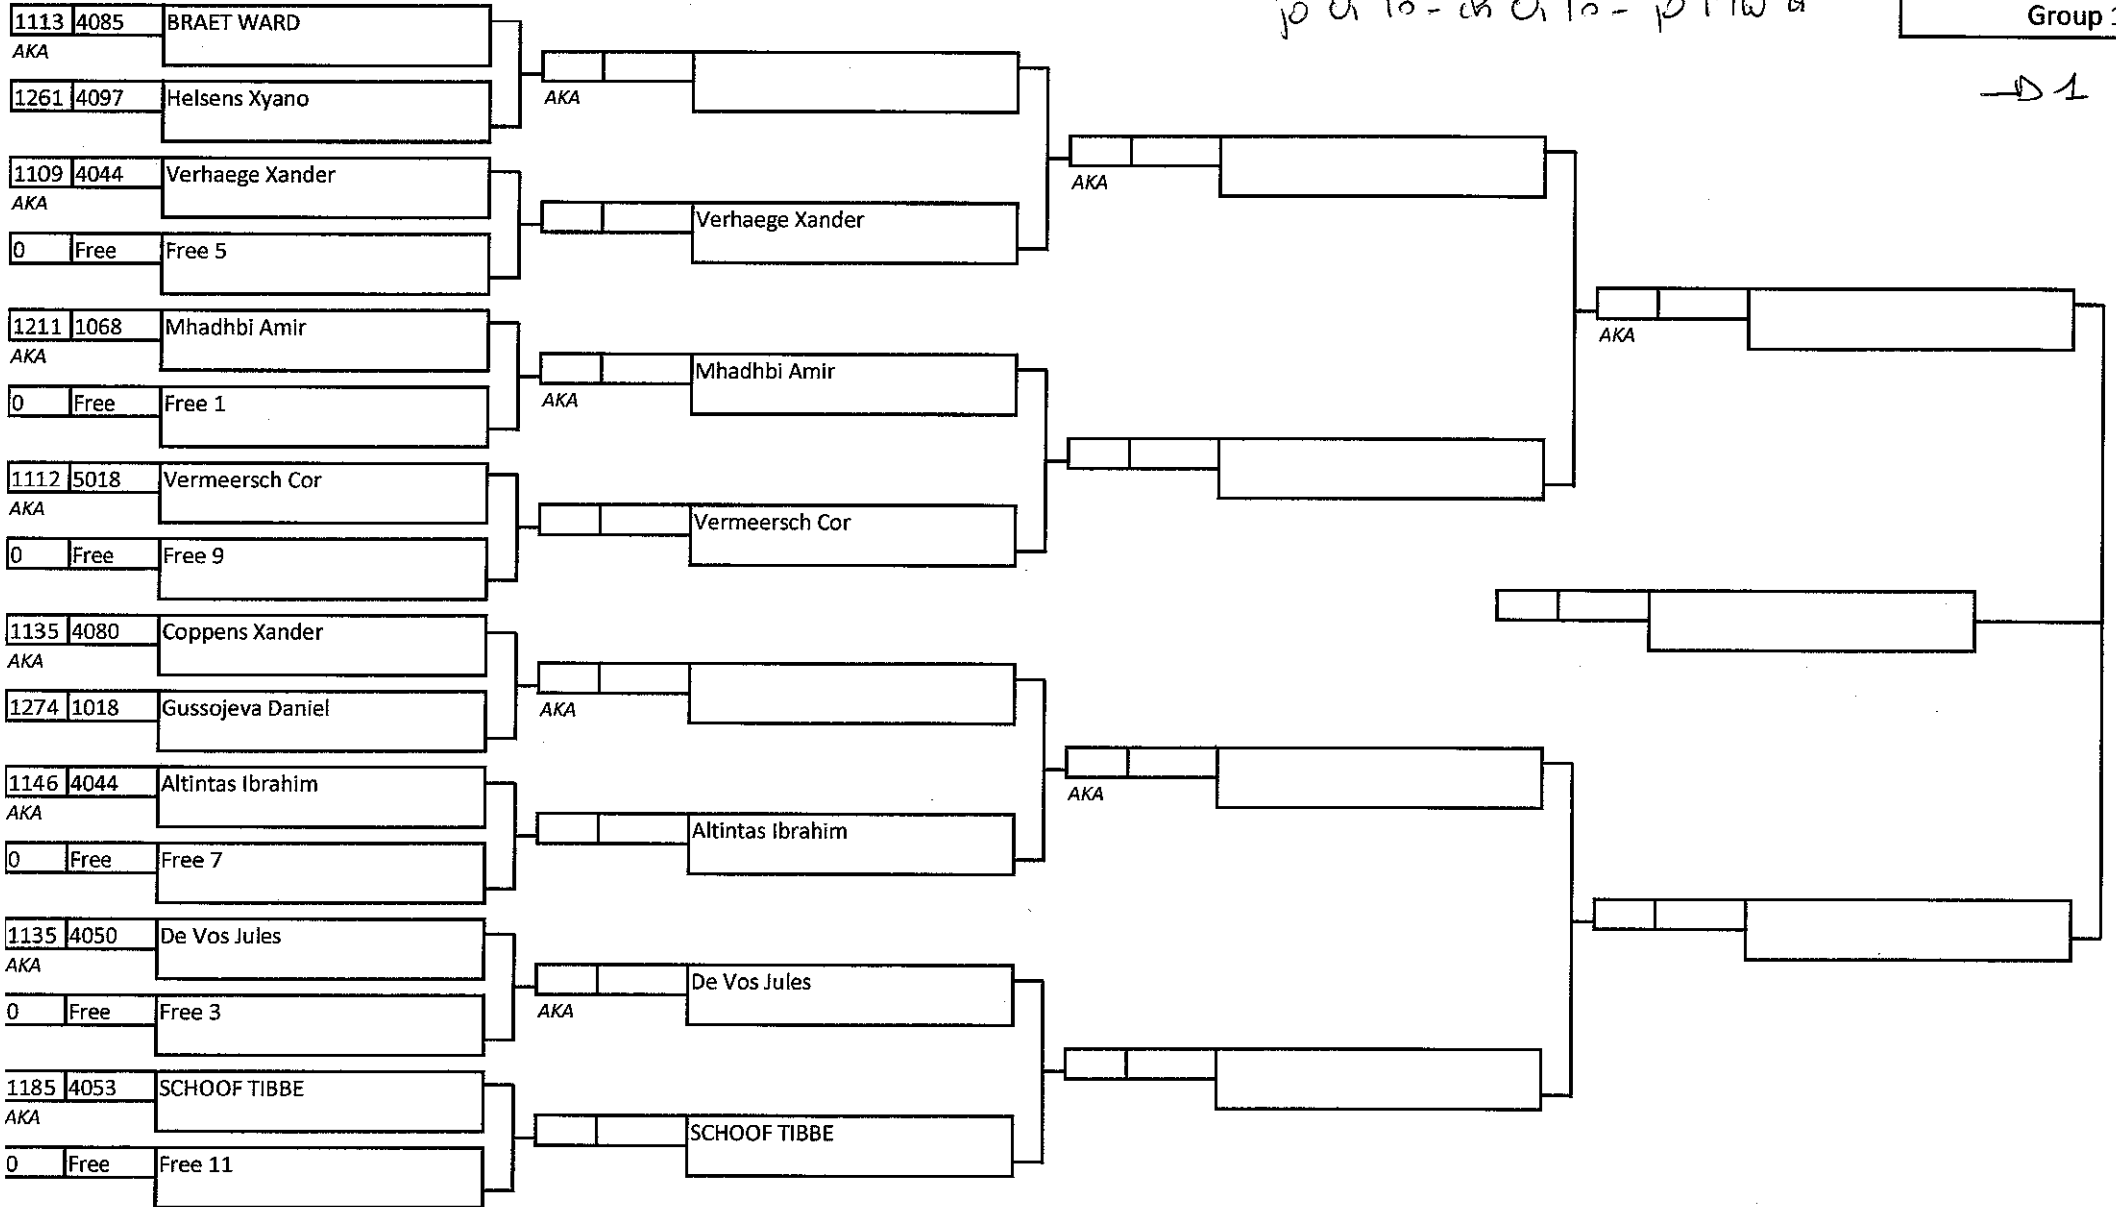 Group 1
→ 1
1113 4085 BRAET WARD
AKA
1261 4097 Helsens Xyano
AKA
1109 4044 Verhaege Xander
AKA
Verhaege Xander
0 Free Free 5
1211 1068 Mhadhbi Amir
AKA
Mhadhbi Amir
AKA
0 Free Free 1
1112 5018 Vermeersch Cor
AKA
Vermeersch Cor
0 Free Free 9
1135 4080 Coppens Xander
AKA
1274 1018 Gussojeva Daniel
AKA
1146 4044 Altintas Ibrahim
AKA
Altintas Ibrahim
0 Free Free 7
1135 4050 De Vos Jules
AKA
De Vos Jules
AKA
0 Free Free 3
1185 4053 SCHOOF TIBBE
AKA
SCHOOF TIBBE
0 Free Free 11
AKA
AKA
AKA